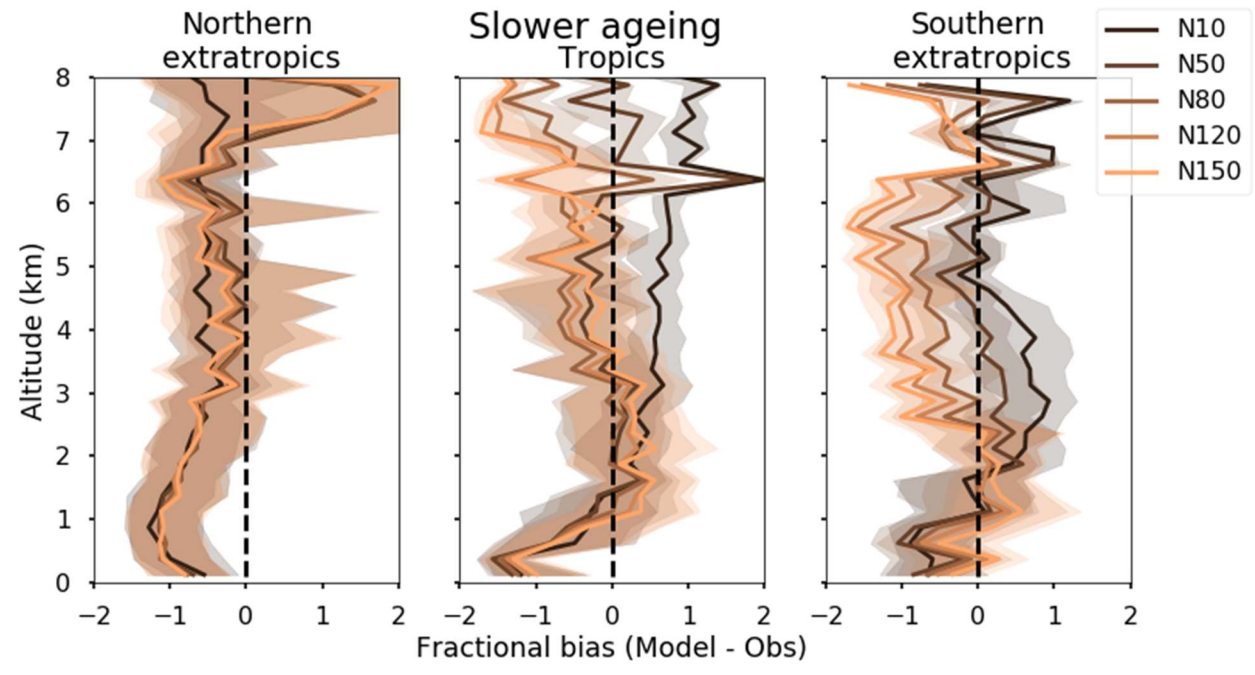 Northern
extratropics
Slower ageing
Tropics
Southern
extratropics
N10
N50
N80
N120
N150
Altitude (km)
8
7
6
5
4
3
2
1
0
−2 −1 0 1 2
−2 −1 0 1 2
−2 −1 0 1 2
Fractional bias (Model - Obs)